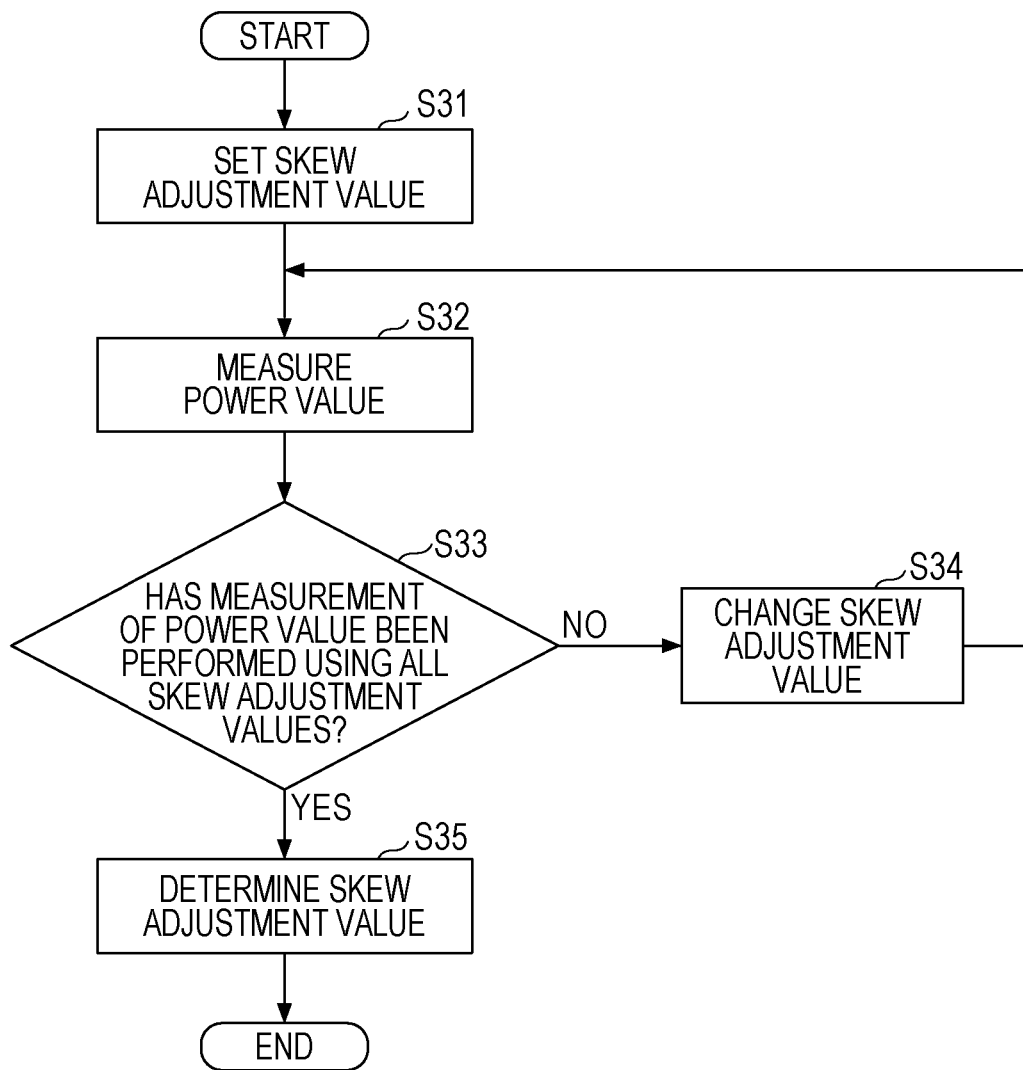 START
S31
SET SKEW
ADJUSTMENT VALUE
S32
MEASURE
POWER VALUE
S33
HAS MEASUREMENT
OF POWER VALUE BEEN
PERFORMED USING ALL
SKEW ADJUSTMENT
VALUES?
NO
S34
CHANGE SKEW
ADJUSTMENT
VALUE
YES
S35
DETERMINE SKEW
ADJUSTMENT VALUE
END